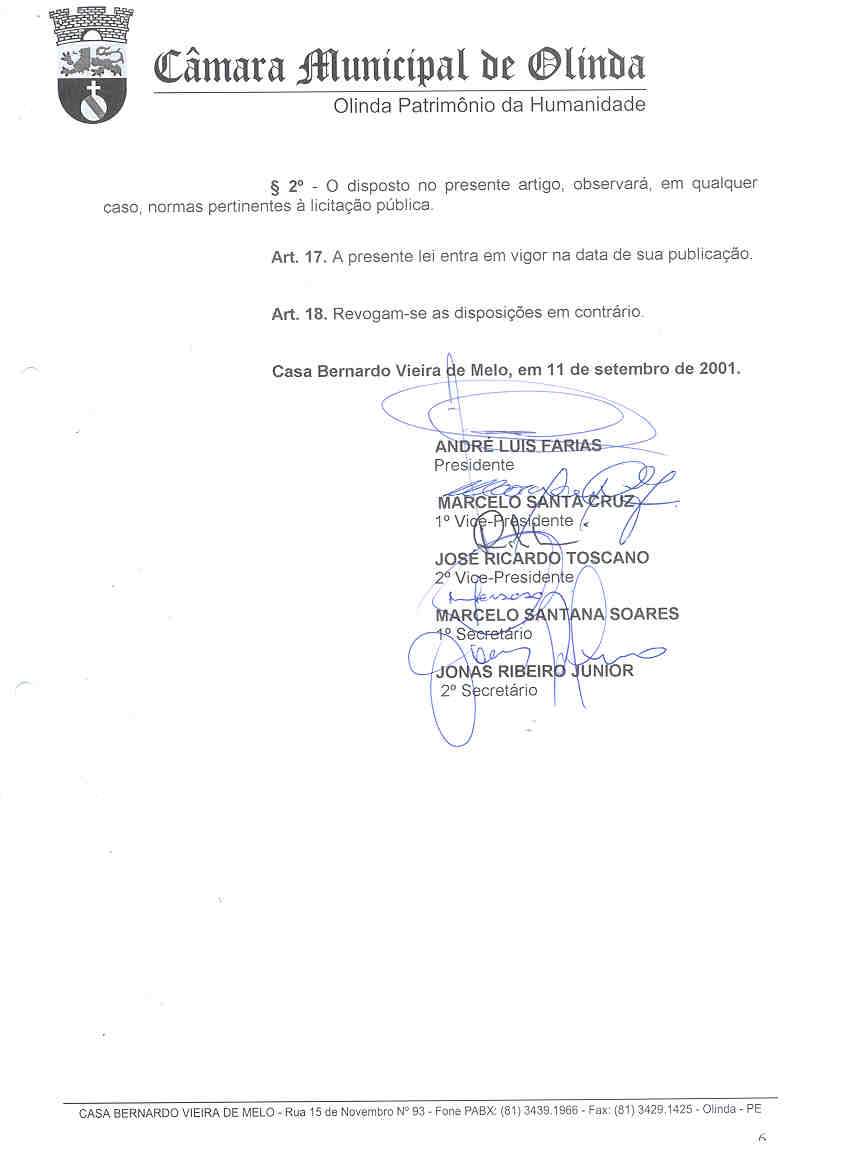 Câmara Municipal de Olinda
Olinda Patrimônio da Humanidade
§ 2º - O disposto no presente artigo, observará, em qualquer
caso, normas pertinentes à licitação pública.
Art. 17. A presente lei entra em vigor na data de sua publicação.
Art. 18. Revogam-se as disposições em contrário.
Casa Bernardo Vieira de Melo, em 11 de setembro de 2001.
ANDRÉ LUIS FARIAS
Presidente
MARCELO SANTA CRUZ
1º Vice-Presidente
JOSÉ RICARDO TOSCANO
2º Vice-Presidente
MARCELO SANTANA SOARES
1º Secretário
JONAS RIBEIRO JUNIOR
2º Secretário
CASA BERNARDO VIEIRA DE MELO - Rua 15 de Novembro Nº 93 - Fone PABX: (81) 3439.1966 - Fax: (81) 3429.1425 - Olinda - PE
6